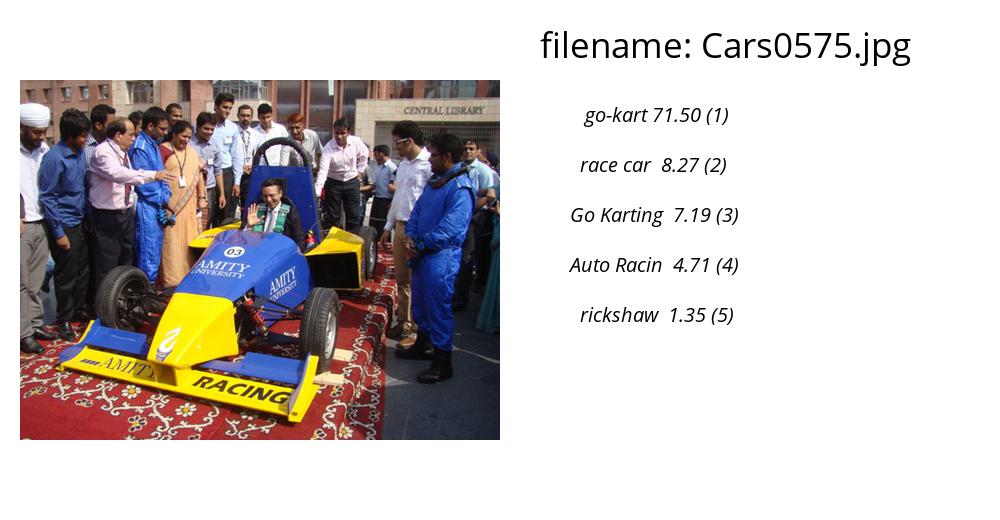 filename: Cars0575.jpg
go-kart 71.50 (1)
race car 8.27 (2)
Go Karting 7.19 (3)
Auto Racin 4.71 (4)
rickshaw 1.35 (5)
CENTRAL LIBRARY
03
AMITY
UNIVERSITY
AMITY
UNIVERSITY
AMITY
RACING